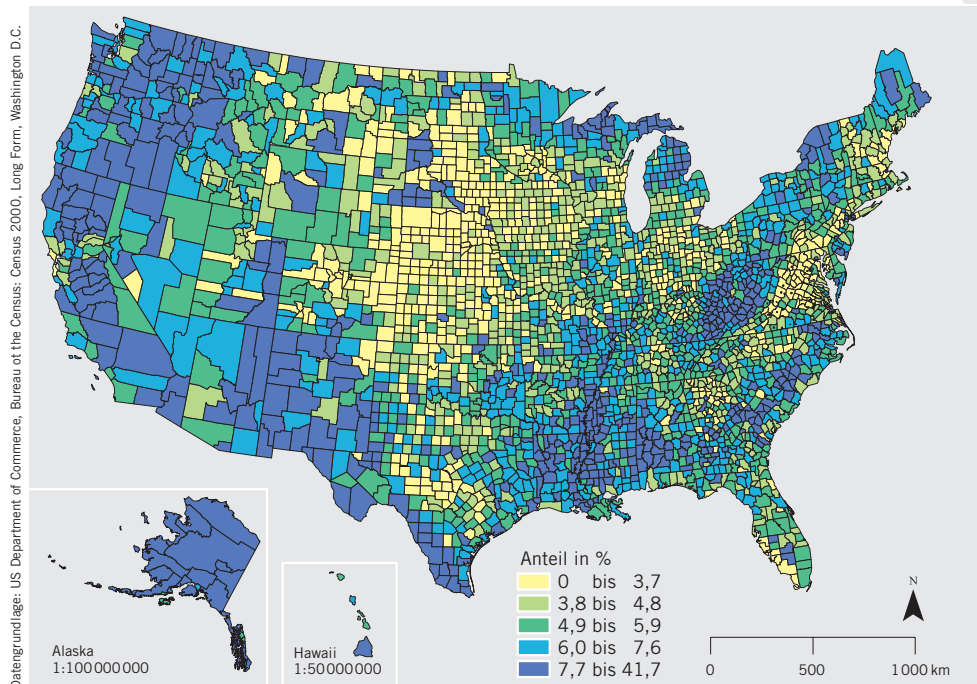 Datengrundlage: US Department of Commerce, Bureau ot the Census: Census 2000, Long Form, Washington D.C.
Alaska
1:100000000
Hawaii
1:50000000
Anteil in %
0 bis 3,7
3,8 bis 4,8
4,9 bis 5,9
6,0 bis 7,6
7,7 bis 41,7
N
0 500 1000 km